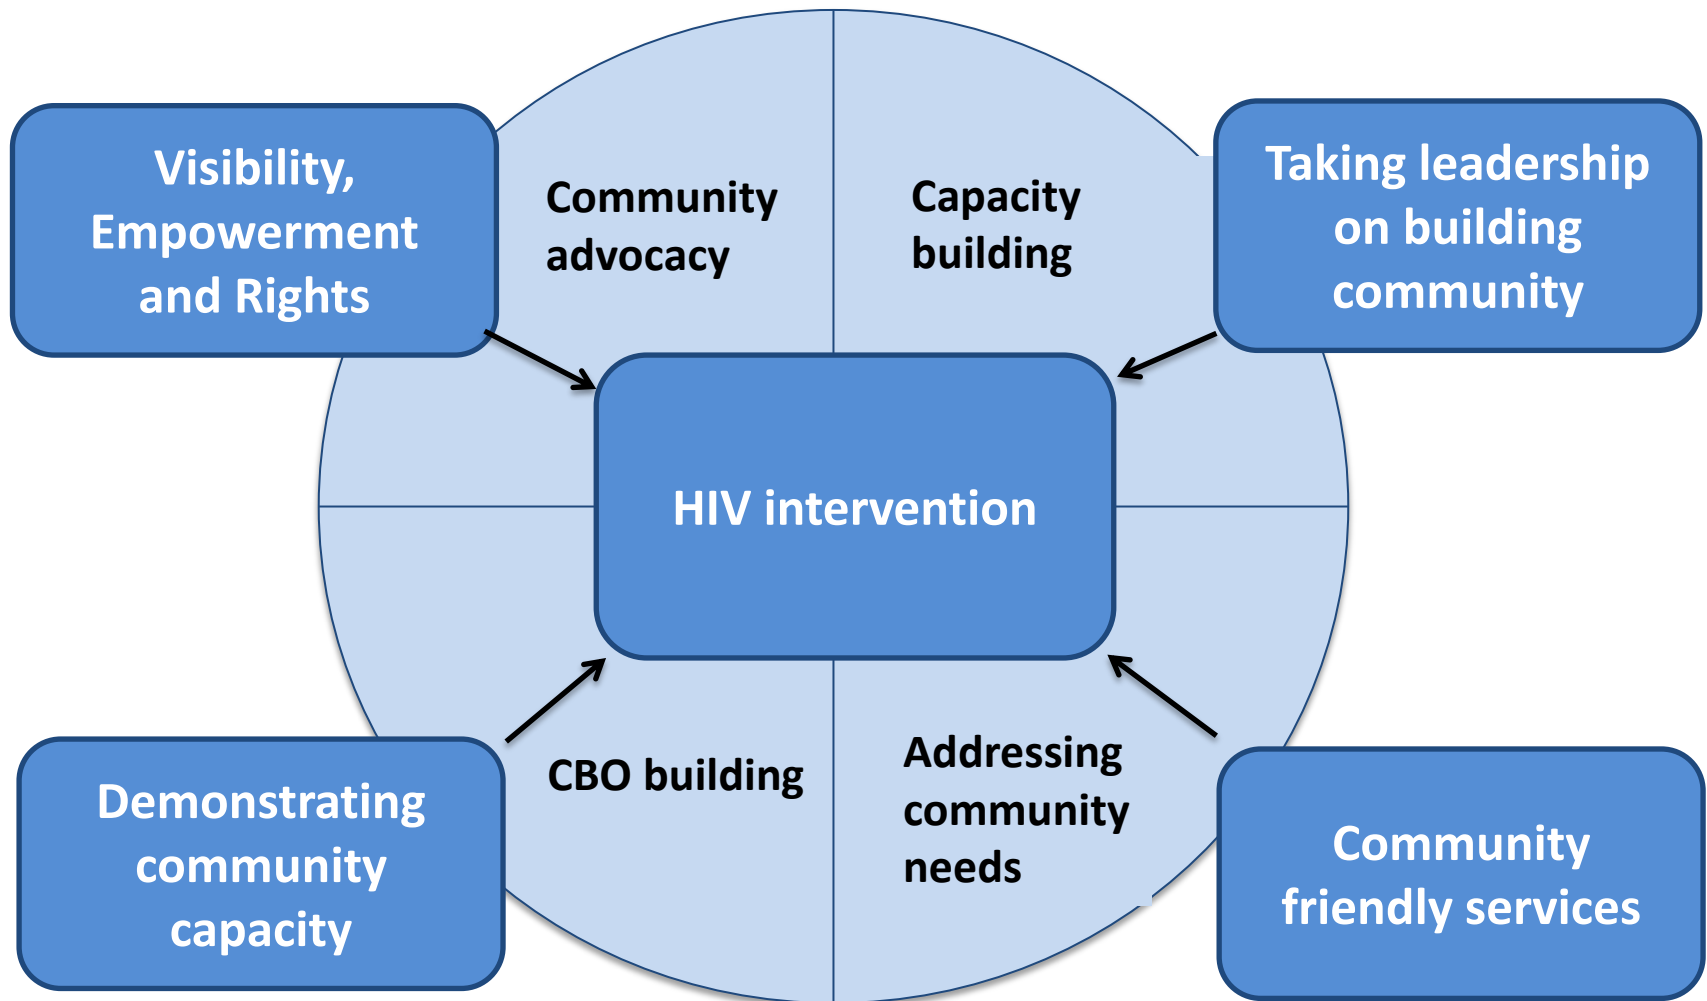 Visibility,
Empowerment
and Rights
Community
advocacy
Capacity
building
Taking leadership
on building
community
HIV intervention
Demonstrating
community
capacity
CBO building
Addressing
community
needs
Community
friendly services